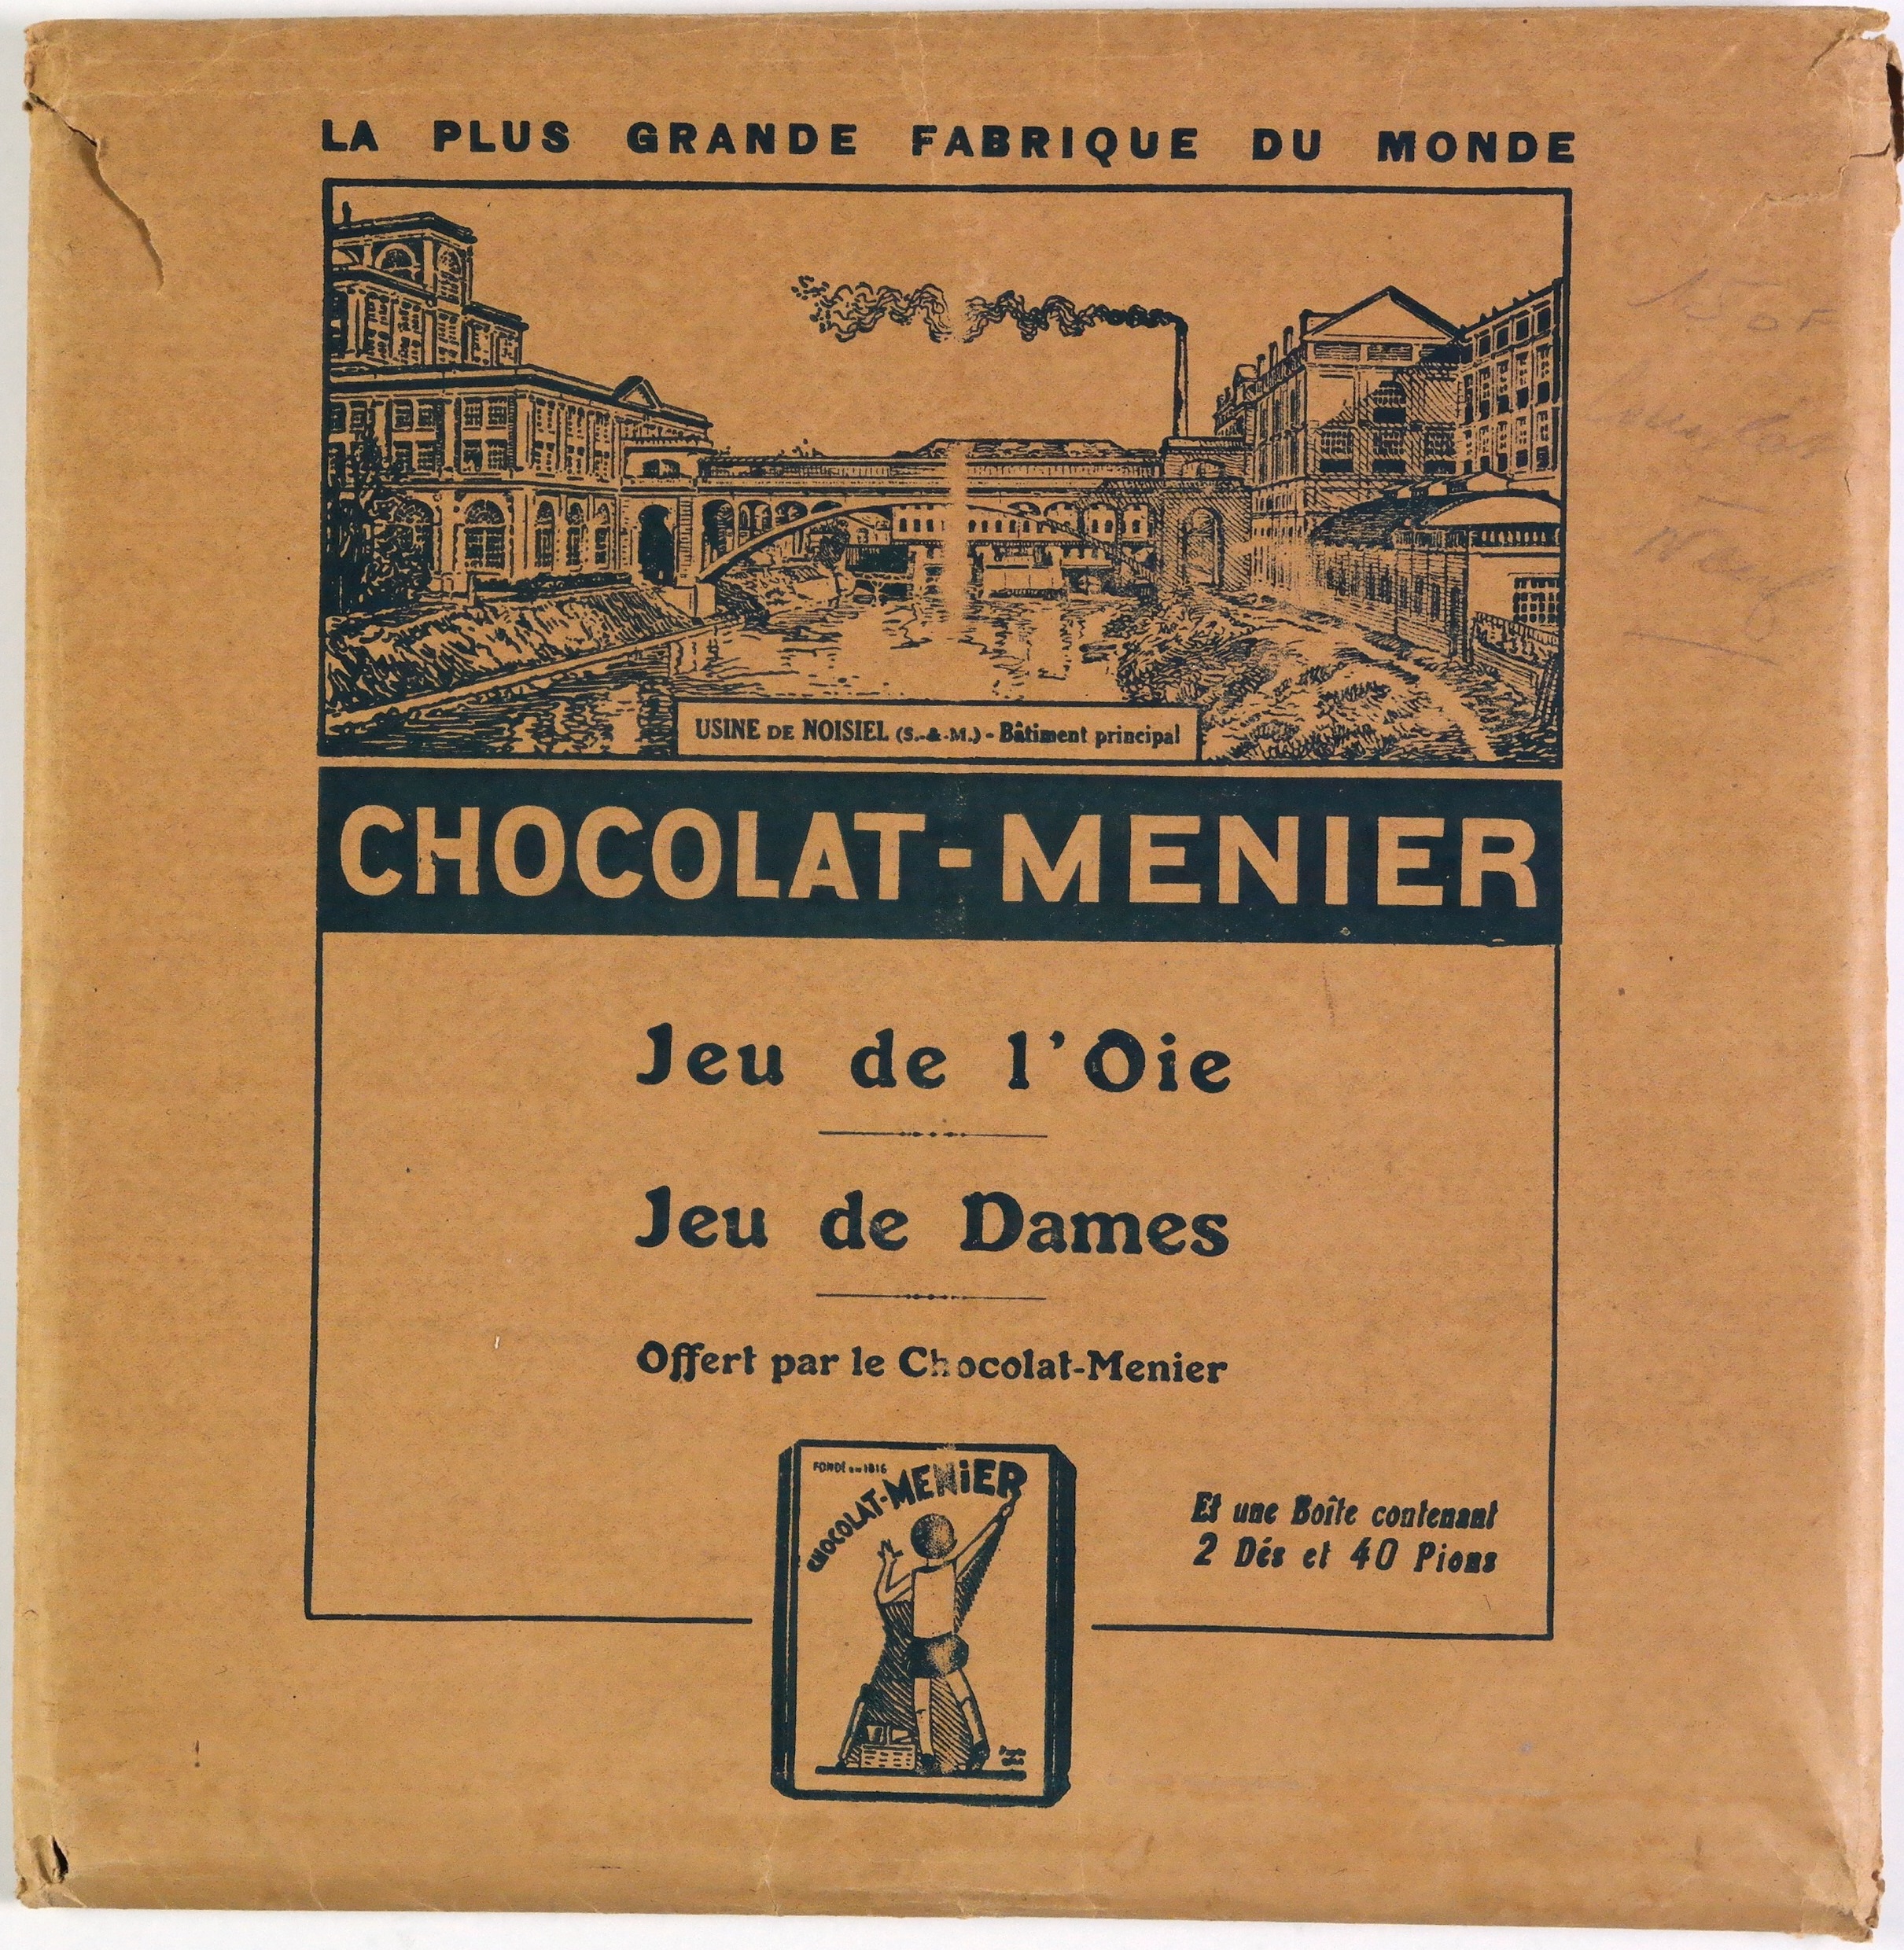 LA PLUS GRANDE FABRIQUE DU MONDE
USINE DE NOISIEL (S.-&-M.) - Bâtiment principal
CHOCOLAT-MENIER
Jeu de l'Oie
Jeu de Dames
Offert par le Chocolat-Menier
FONDÉ en 1816
CHOCOLAT-MENIER
Et une Boîte contenant
2 Dés et 40 Pions
150F
Neuf